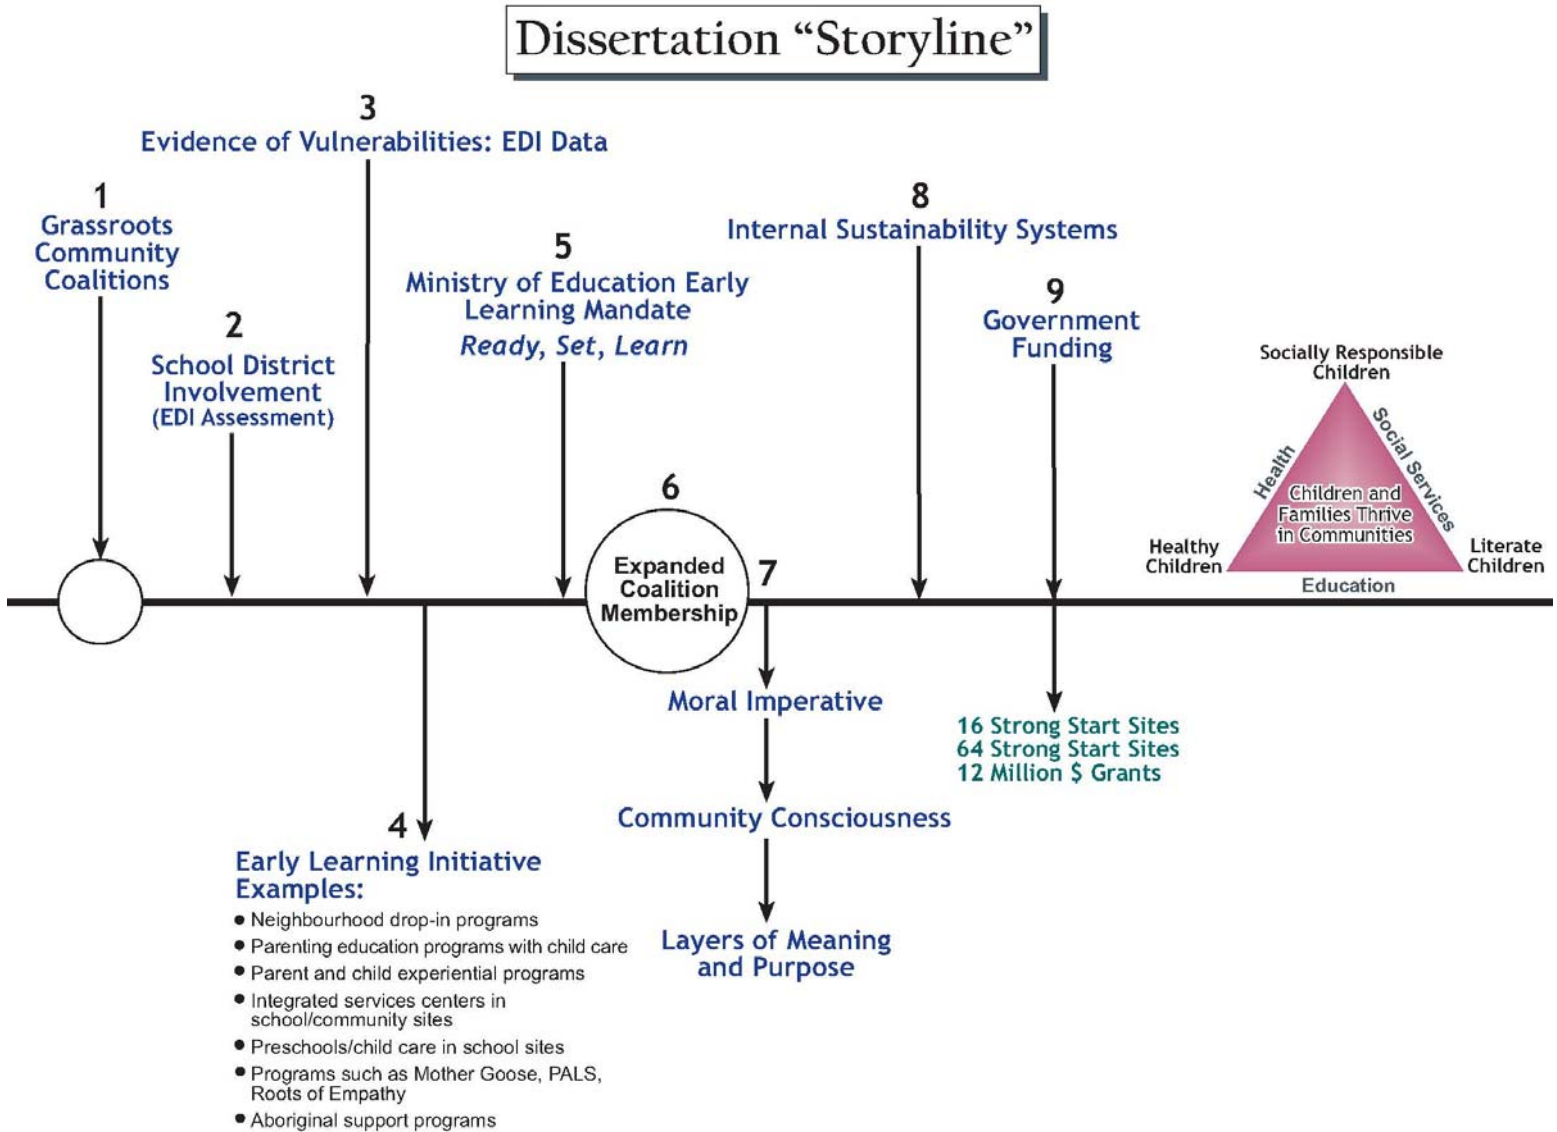 Dissertation “Storyline”
1
Grassroots
Community
Coalitions
2
School District
Involvement
(EDI Assessment)
3
Evidence of Vulnerabilities: EDI Data
4
Early Learning Initiative
Examples:
• Neighbourhood drop-in programs
• Parenting education programs with child care
• Parent and child experiential programs
• Integrated services centers in
school/community sites
• Preschools/child care in school sites
• Programs such as Mother Goose, PALS,
Roots of Empathy
• Aboriginal support programs
5
Ministry of Education Early
Learning Mandate
Ready, Set, Learn
6
Expanded
Coalition
Membership
7
Moral Imperative
Community Consciousness
Layers of Meaning
and Purpose
8
Internal Sustainability Systems
9
Government
Funding
16 Strong Start Sites
64 Strong Start Sites
12 Million $ Grants
Socially Responsible
Children
Health
Social Services
Children and
Families Thrive
in Communities
Healthy
Children
Literate
Children
Education